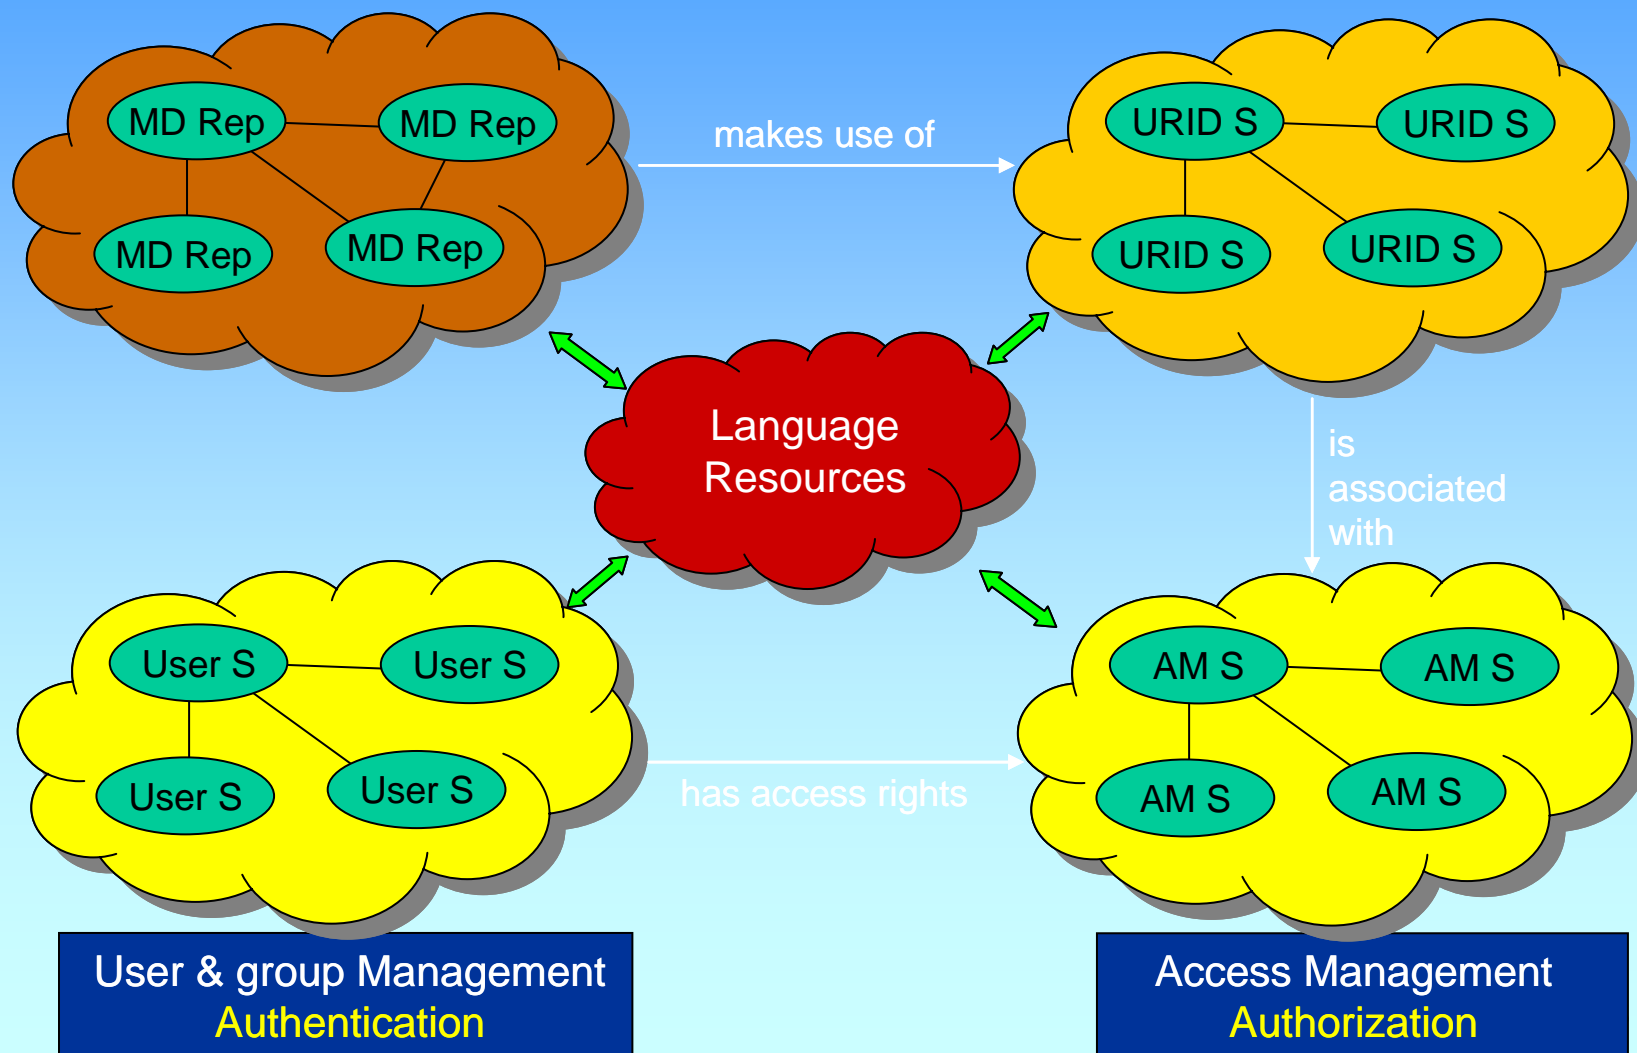 MD Rep
MD Rep
MD Rep
MD Rep
makes use of
URID S
URID S
URID S
URID S
Language
Resources
is
associated
with
User S
User S
User S
User S
has access rights
AM S
AM S
AM S
AM S
User & group Management
Authentication
Access Management
Authorization